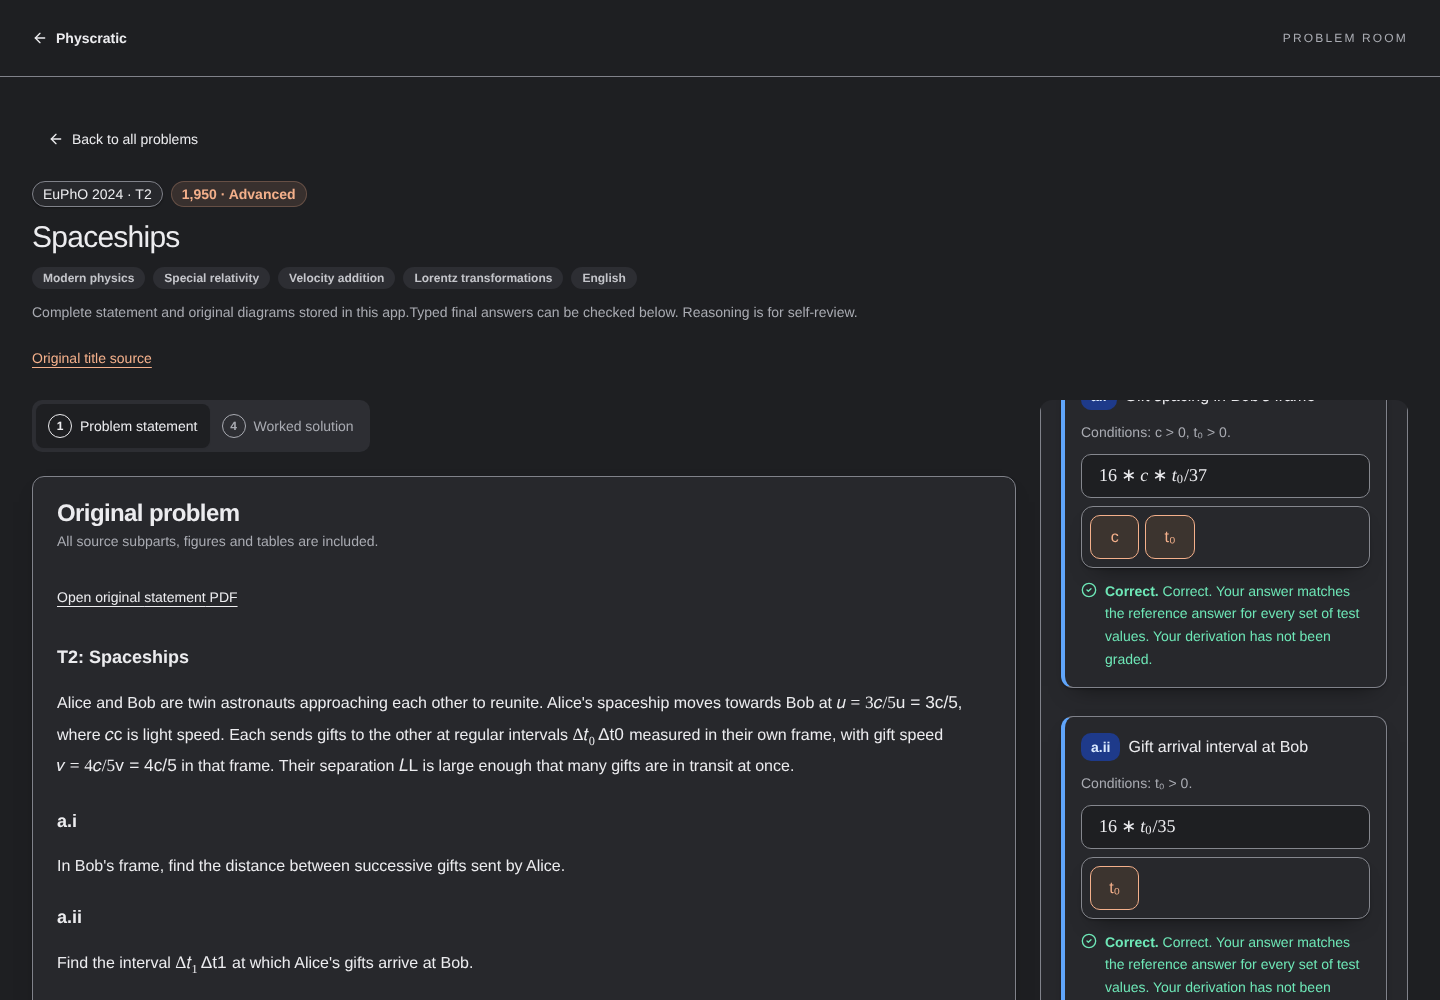 Physcratic
PROBLEM ROOM
Back to all problems
EuPhO 2024 · T2
1,950 · Advanced
Spaceships
Modern physics
Special relativity
Velocity addition
Lorentz transformations
English
Complete statement and original diagrams stored in this app.Typed final answers can be checked below. Reasoning is for self-review.
Original title source
1 Problem statement
4 Worked solution
Original problem
All source subparts, figures and tables are included.
Open original statement PDF
T2: Spaceships
Alice and Bob are twin astronauts approaching each other to reunite. Alice's spaceship moves towards Bob at u = 3c/5u = 3c/5,
where cc is light speed. Each sends gifts to the other at regular intervals Δt₀ Δt0 measured in their own frame, with gift speed
v = 4c/5v = 4c/5 in that frame. Their separation LL is large enough that many gifts are in transit at once.
a.i
In Bob's frame, find the distance between successive gifts sent by Alice.
a.ii
Find the interval Δt₁ Δt1 at which Alice's gifts arrive at Bob.
Conditions: c > 0, t₀ > 0.
16 ∗ c ∗ t₀/37
c
t₀
Correct. Correct. Your answer matches
the reference answer for every set of test
values. Your derivation has not been
graded.
a.ii Gift arrival interval at Bob
Conditions: t₀ > 0.
16 ∗ t₀/35
t₀
Correct. Correct. Your answer matches
the reference answer for every set of test
values. Your derivation has not been